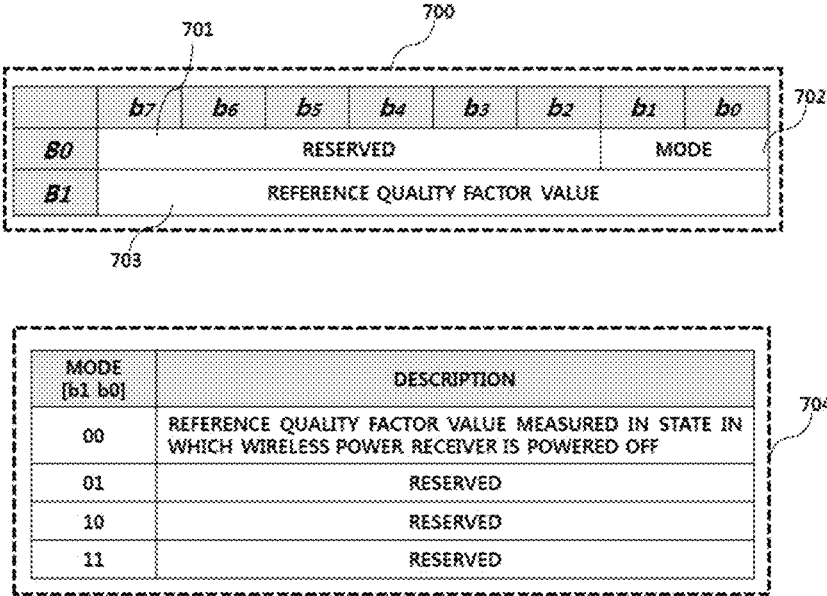 700
701
b7 b6 b5 b4 b3 b2 b1 b0
702
B0 RESERVED MODE
B1 REFERENCE QUALITY FACTOR VALUE
703
MODE [b1 b0] DESCRIPTION
704
00 REFERENCE QUALITY FACTOR VALUE MEASURED IN STATE IN
WHICH WIRELESS POWER RECEIVER IS POWERED OFF
01 RESERVED
10 RESERVED
11 RESERVED